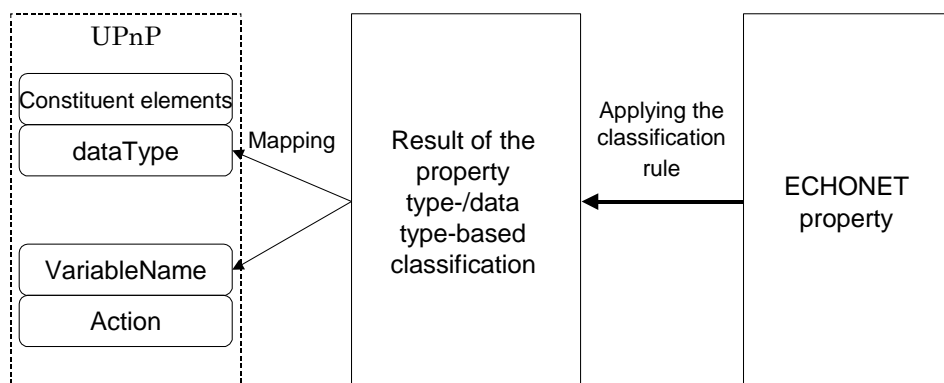 UPnP
Constituent elements
dataType
VariableName
Action
Mapping
Result of the
property
type-/data
type-based
classification
Applying the
classification
rule
ECHONET
property